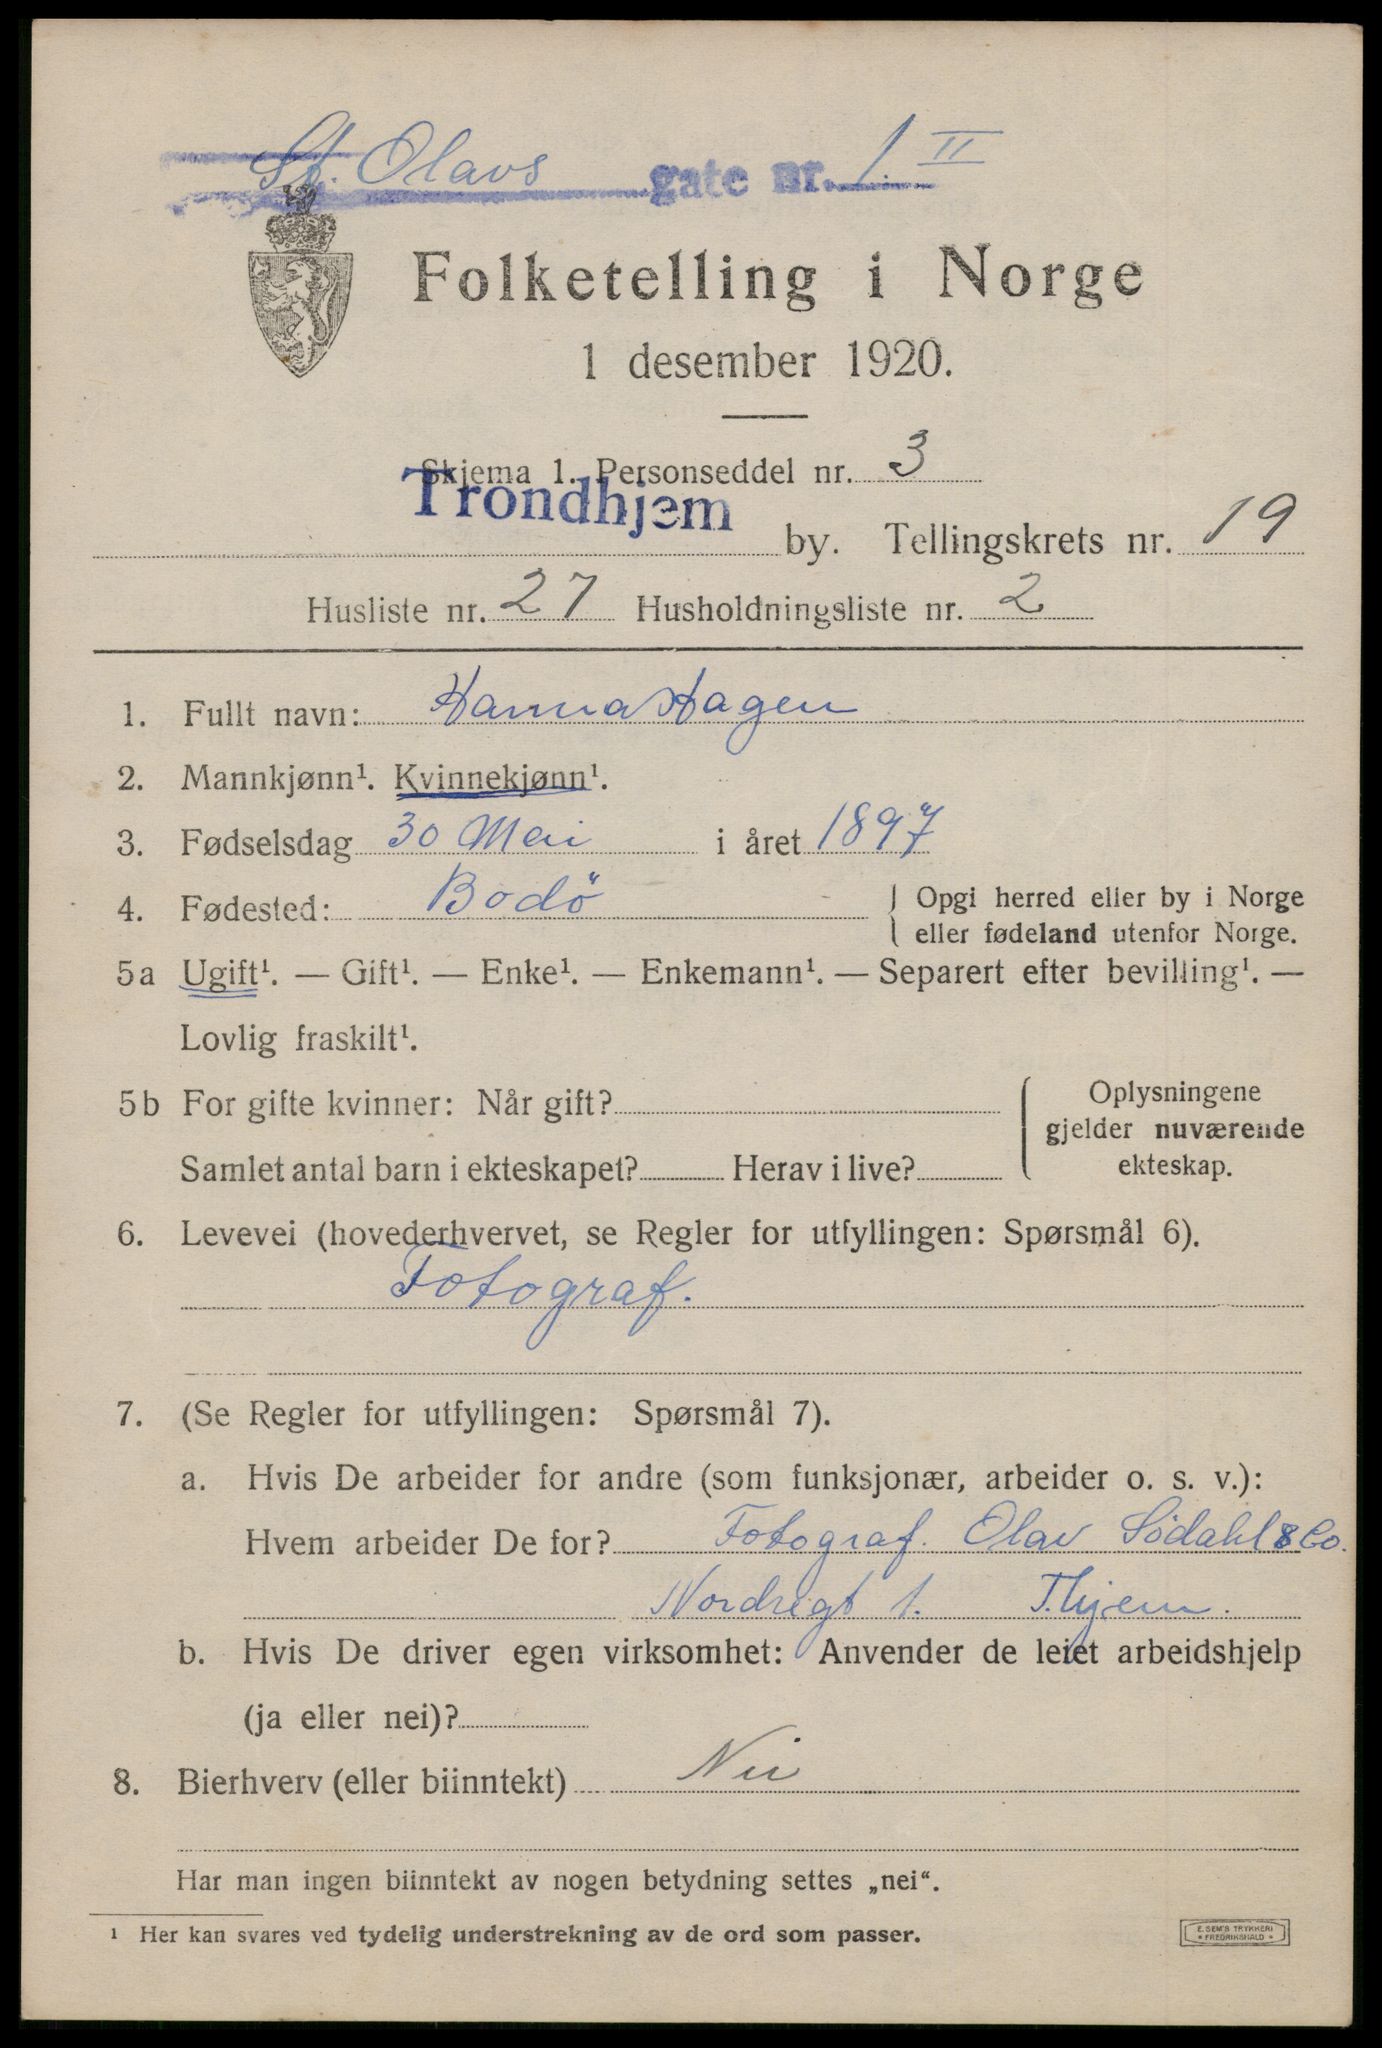 St. Olavs gate nr. 1 II
Folketelling i Norge
1 desember 1920.
Skjema 1. Personseddel nr. 3
Trondhjem by. Tellingskrets nr. 19
Husliste nr. 27 Husholdningsliste nr. 2
1. Fullt navn: Hanna Hagen
2. Mannkjønn¹. Kvinnekjønn¹.
3. Fødselsdag 30 Mai i året 1897
4. Fødested: Bodö { Opgi herred eller by i Norge
eller fødeland utenfor Norge.
5a Ugift¹. — Gift¹. — Enke¹. — Enkemann¹. — Separert efter bevilling¹. —
Lovlig fraskilt¹.
5b For gifte kvinner: Når gift? { Oplysningene
gjelder nuværende
Samlet antal barn i ekteskapet? Herav i live? ekteskap.
6. Levevei (hovederhvervet, se Regler for utfyllingen: Spørsmål 6).
Fotograf.
7. (Se Regler for utfyllingen: Spørsmål 7).
a. Hvis De arbeider for andre (som funksjonær, arbeider o. s. v.):
Hvem arbeider De for? Fotograf. Olav Södahl & Co.
Nordregt 1. T.hjem.
b. Hvis De driver egen virksomhet: Anvender de leiet arbeidshjelp
(ja eller nei)?
8. Bierhverv (eller biinntekt) Nei
Har man ingen biinntekt av nogen betydning settes „nei“.
¹ Her kan svares ved tydelig understrekning av de ord som passer.
E. SEM'S TRYKKERI
* FREDRIKSHALD *